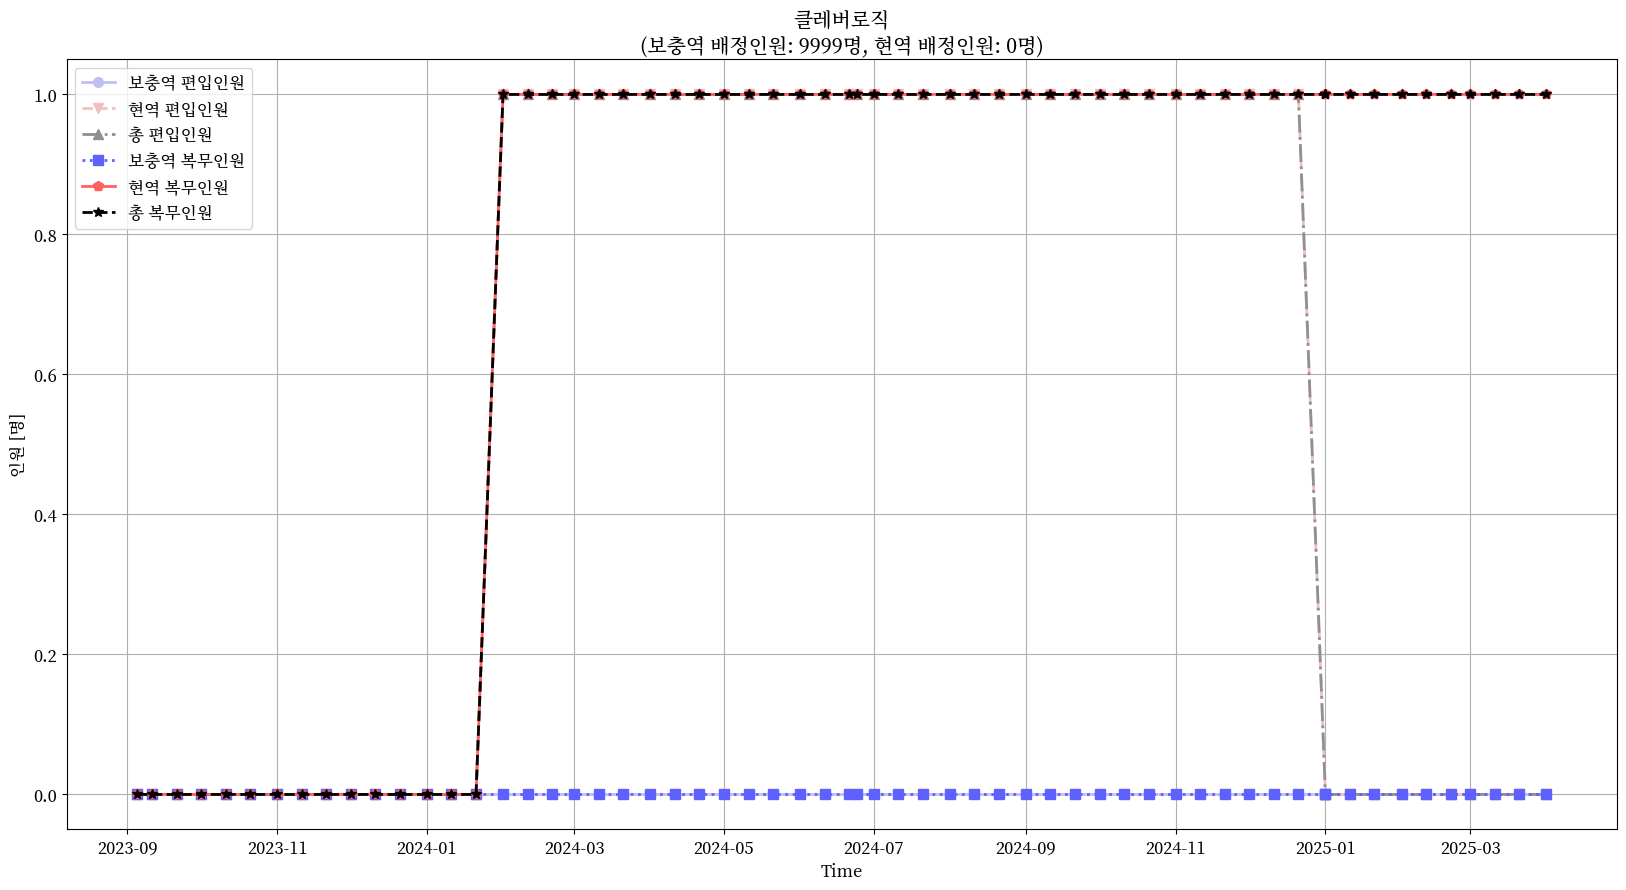 클레버로직
(보충역 배정인원: 9999명, 현역 배정인원: 0명)
보충역 편입인원
현역 편입인원
총 편입인원
보충역 복무인원
현역 복무인원
총 복무인원
인원 [명]
1.0
0.8
0.6
0.4
0.2
0.0
2023-09
2023-11
2024-01
2024-03
2024-05
2024-07
2024-09
2024-11
2025-01
2025-03
Time